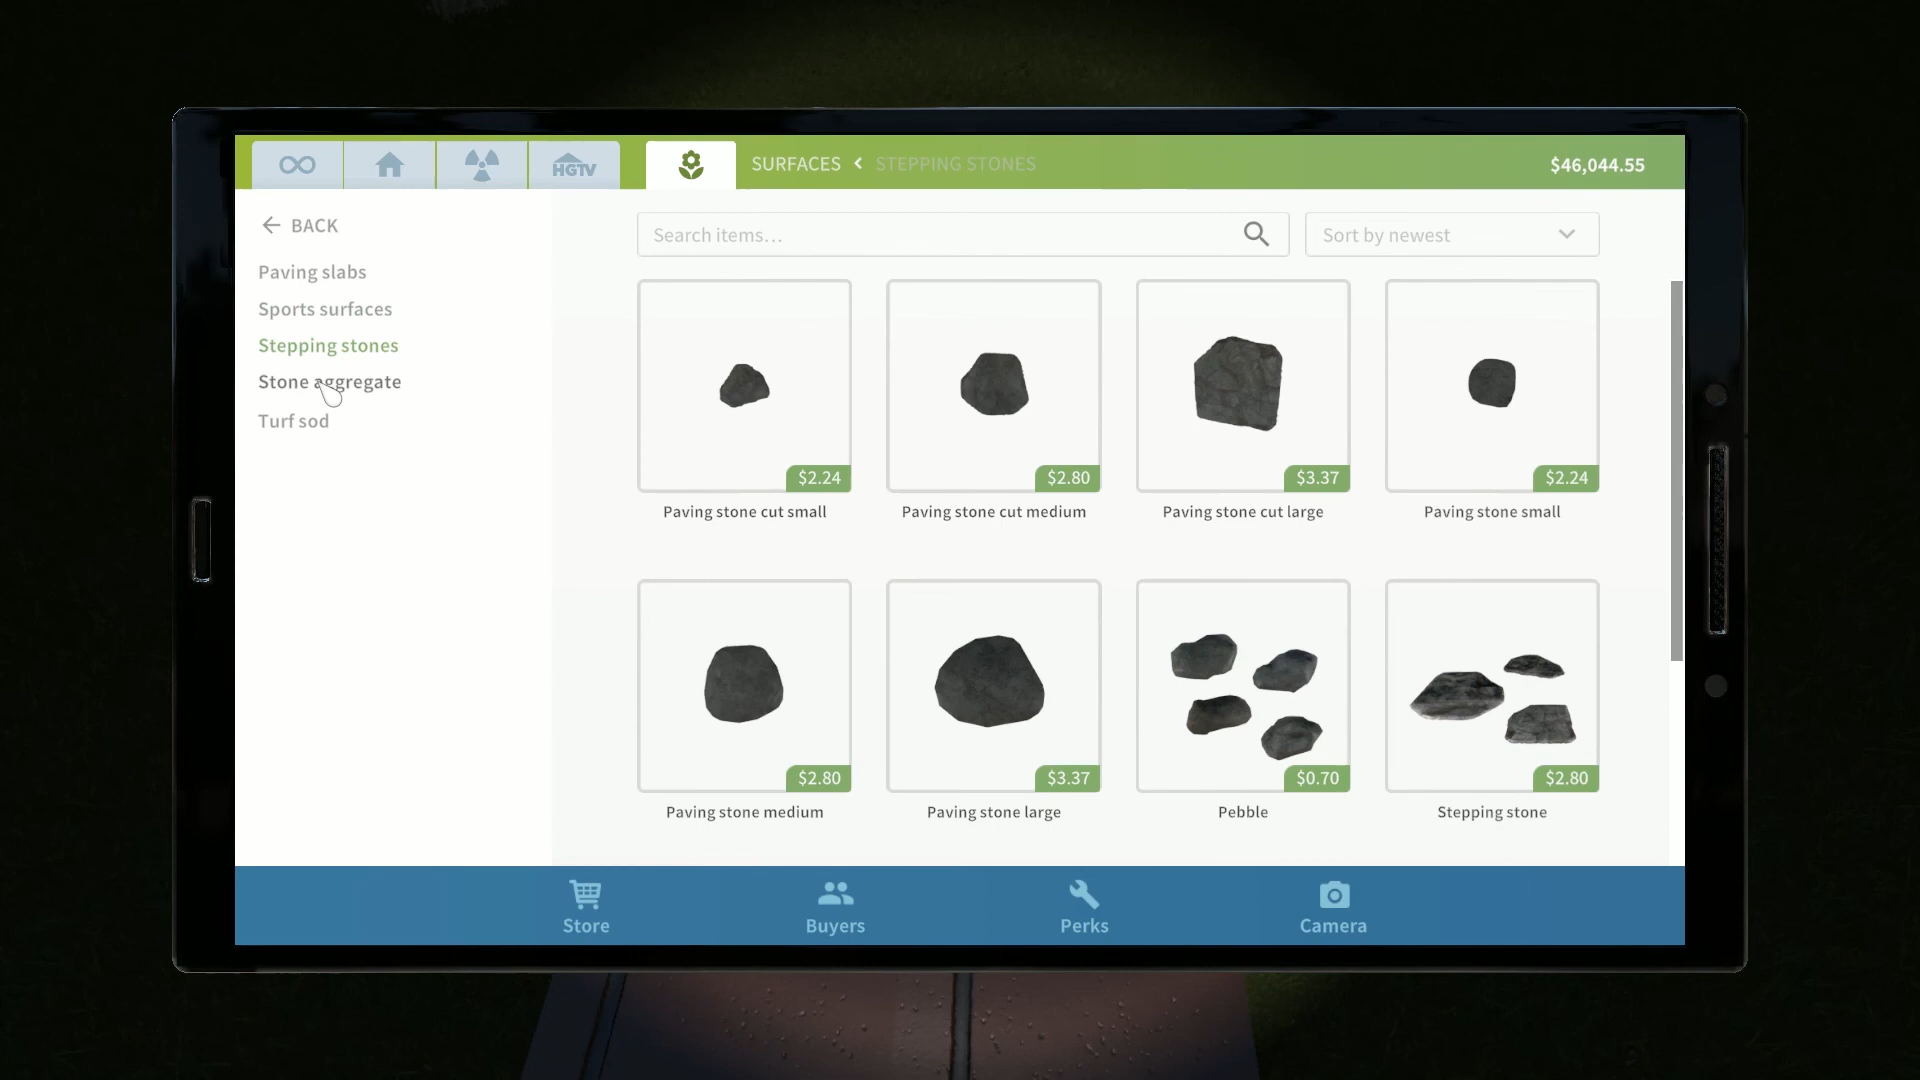 HGTV
SURFACES < STEPPING STONES
$46,044.55
BACK
Search items...
Sort by newest
Paving slabs
Sports surfaces
Stepping stones
Stone aggregate
Turf sod
$2.24
$2.80
$3.37
$2.24
Paving stone cut small
Paving stone cut medium
Paving stone cut large
Paving stone small
$2.80
$3.37
$0.70
$2.80
Paving stone medium
Paving stone large
Pebble
Stepping stone
Store
Buyers
Perks
Camera